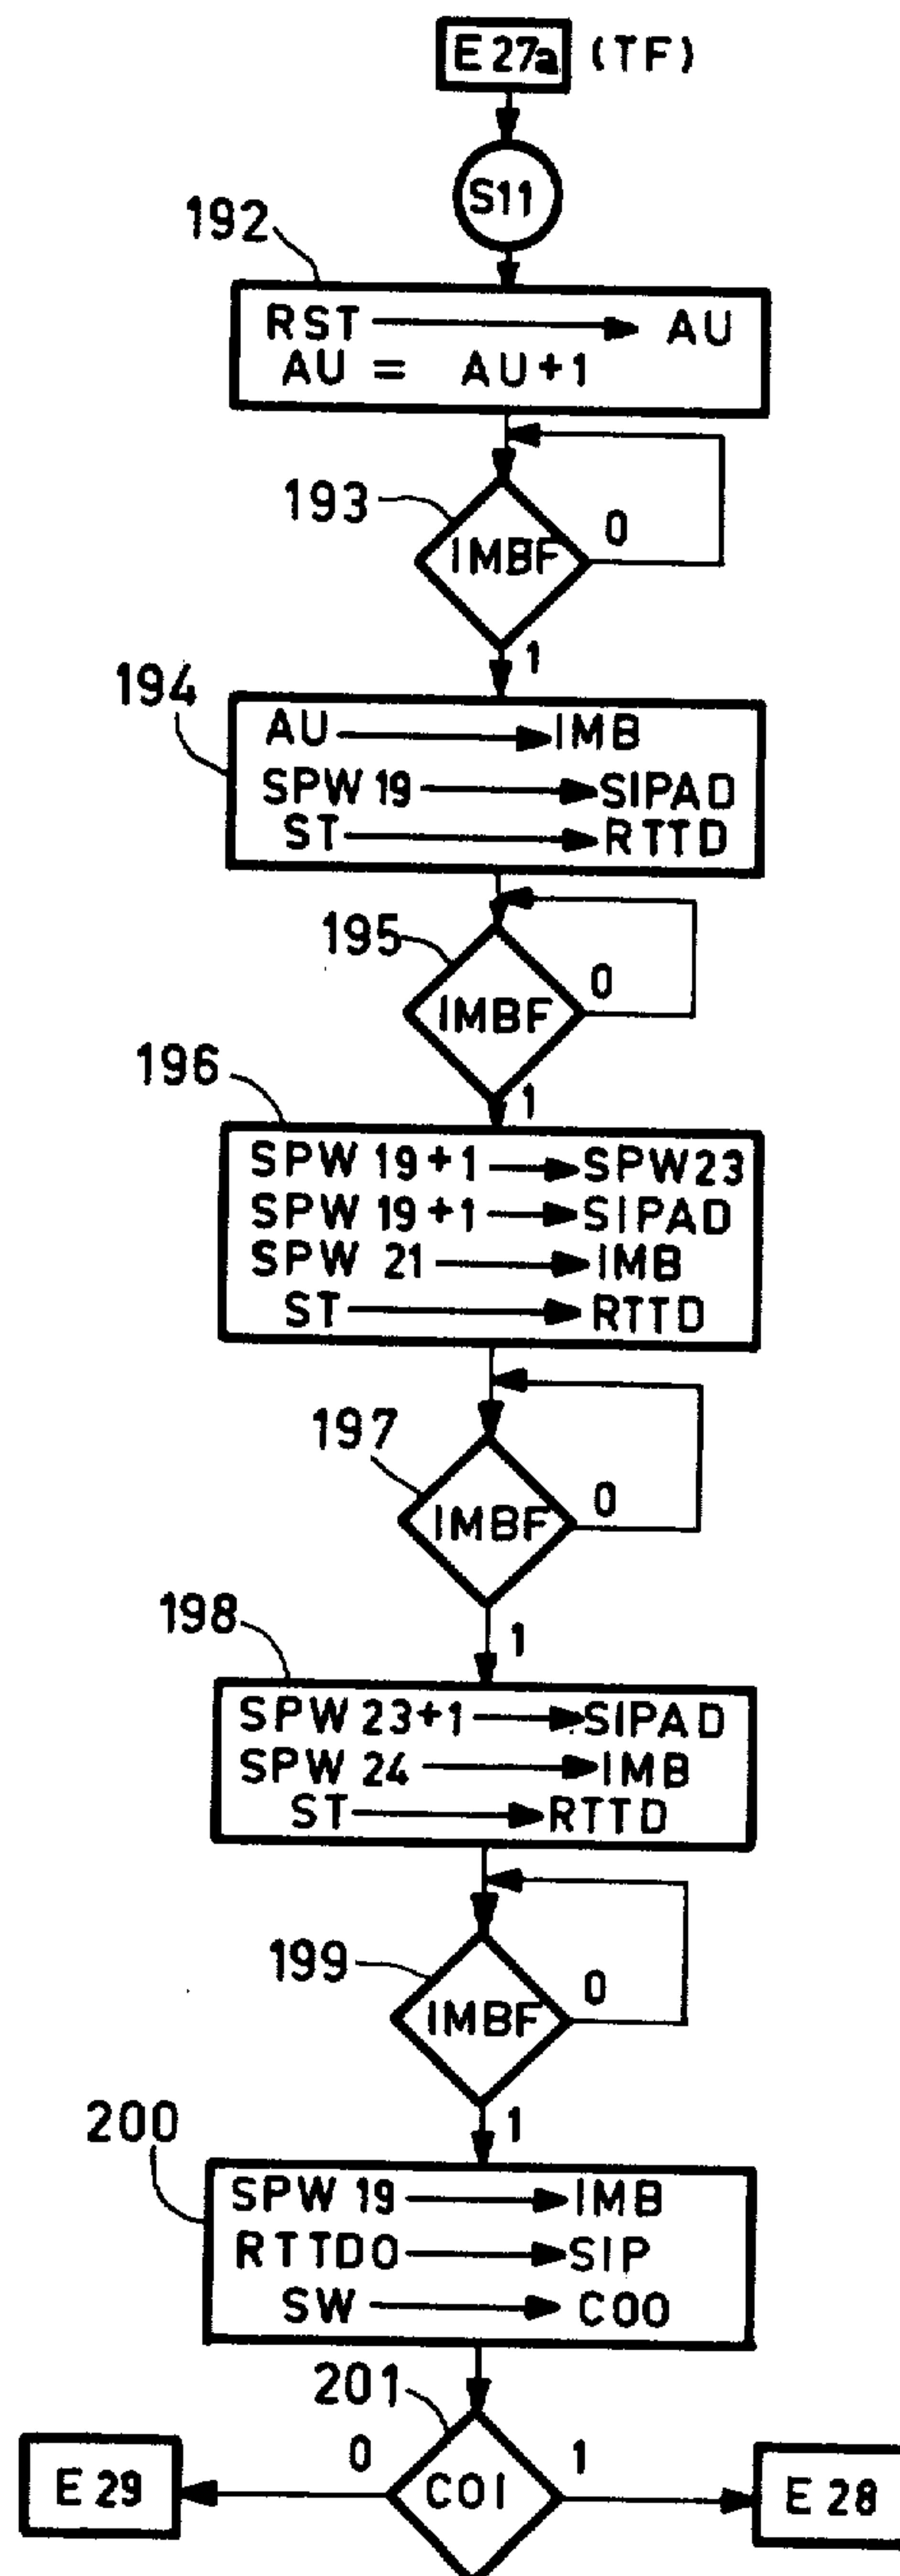 E27a (TF)
S11
192
RST AU
AU = AU+1
193
IMBF
0
1
194
AU IMB
SPW 19 SIPAD
ST RTTD
195
IMBF
0
1
196
SPW 19+1 SPW23
SPW 19+1 SIPAD
SPW 21 IMB
ST RTTD
197
IMBF
0
1
198
SPW 23+1 SIPAD
SPW 24 IMB
ST RTTD
199
IMBF
0
1
200
SPW 19 IMB
RTTD0 SIP
SW C00
201
0
1
E 29
COI
E 28